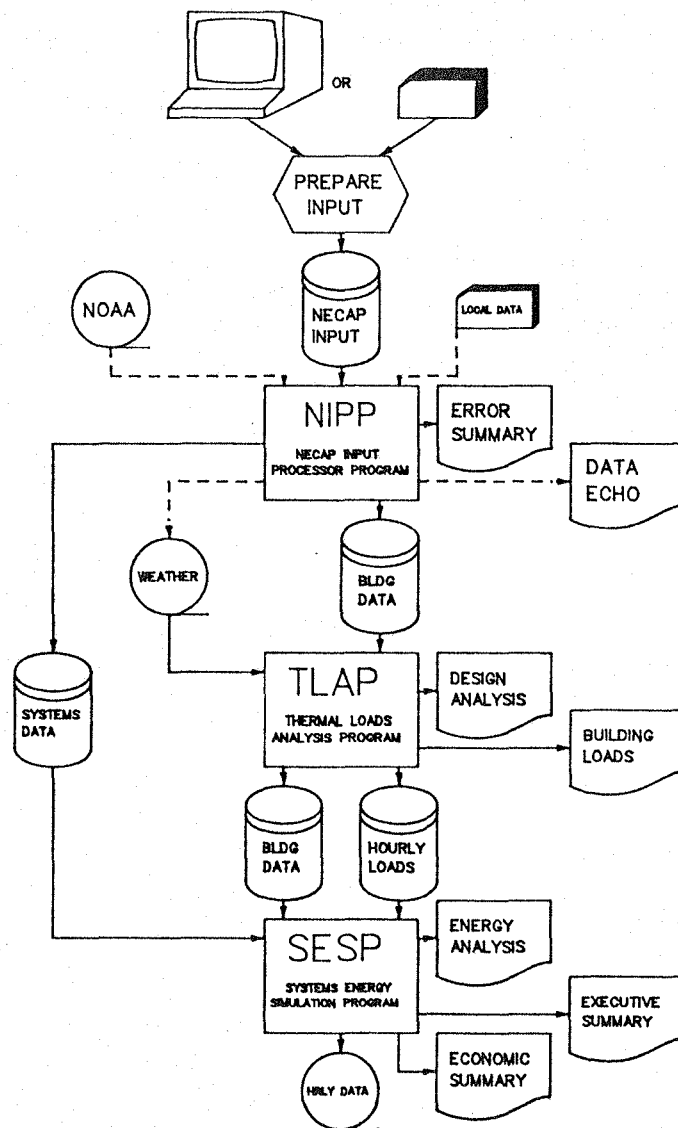 OR
PREPARE
INPUT
NOAA
NECAP
INPUT
LOCAL DATA
NIPP
NECAP INPUT
PROCESSOR PROGRAM
ERROR
SUMMARY
DATA
ECHO
WEATHER
BLDG
DATA
SYSTEMS
DATA
TLAP
THERMAL LOADS
ANALYSIS PROGRAM
DESIGN
ANALYSIS
BUILDING
LOADS
BLDG
DATA
HOURLY
LOADS
SESP
SYSTEMS ENERGY
SIMULATION PROGRAM
ENERGY
ANALYSIS
EXECUTIVE
SUMMARY
HRLY DATA
ECONOMIC
SUMMARY